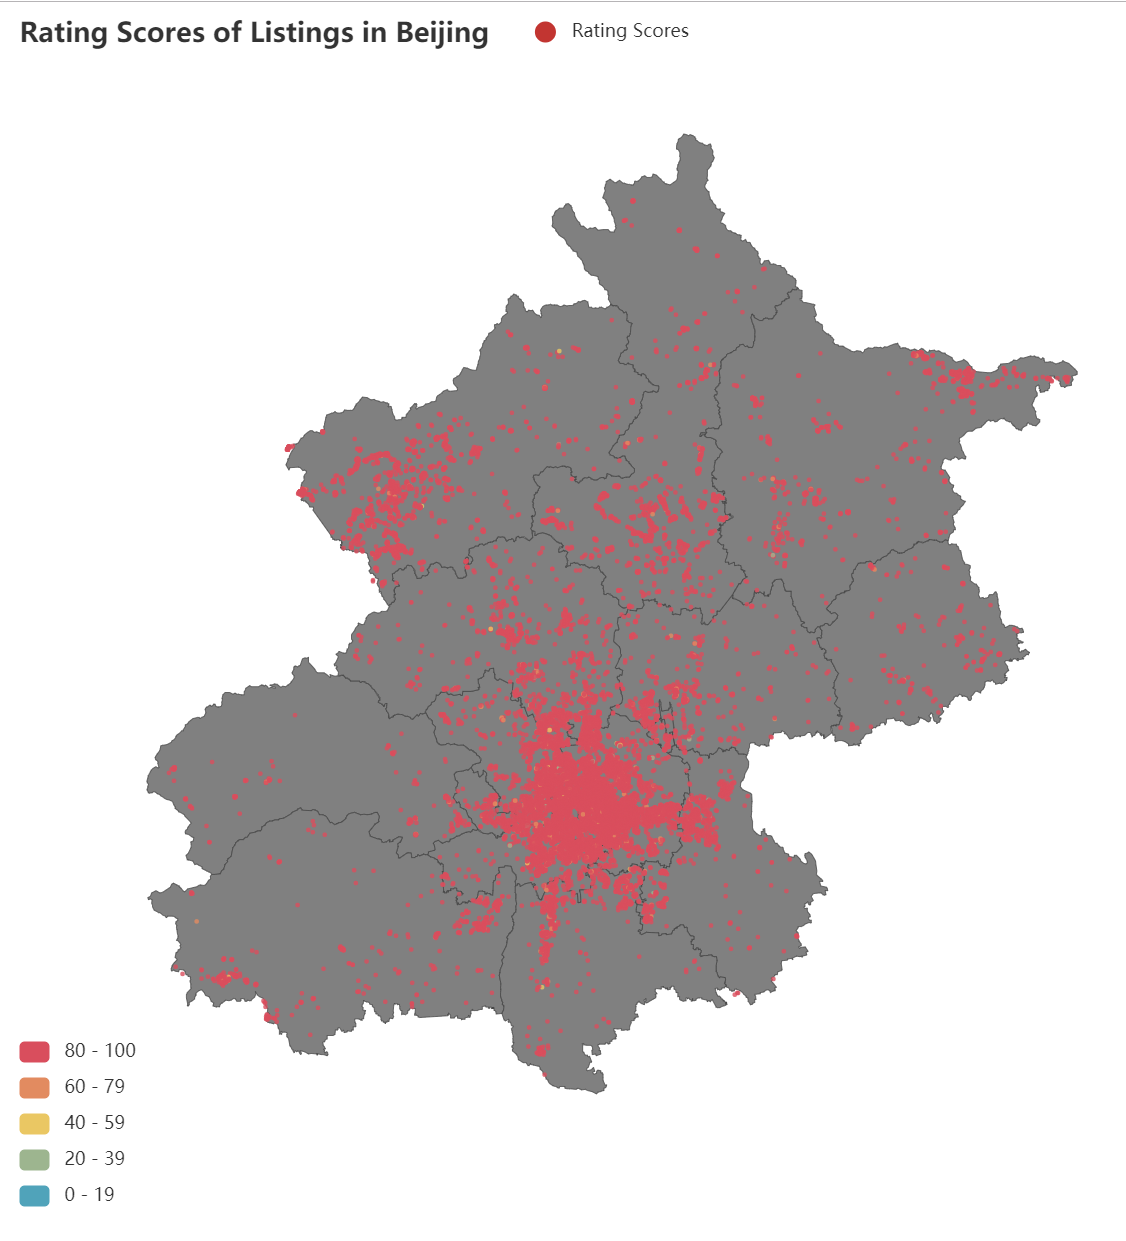 Rating Scores of Listings in Beijing
Rating Scores
80 - 100
60 - 79
40 - 59
20 - 39
0 - 19